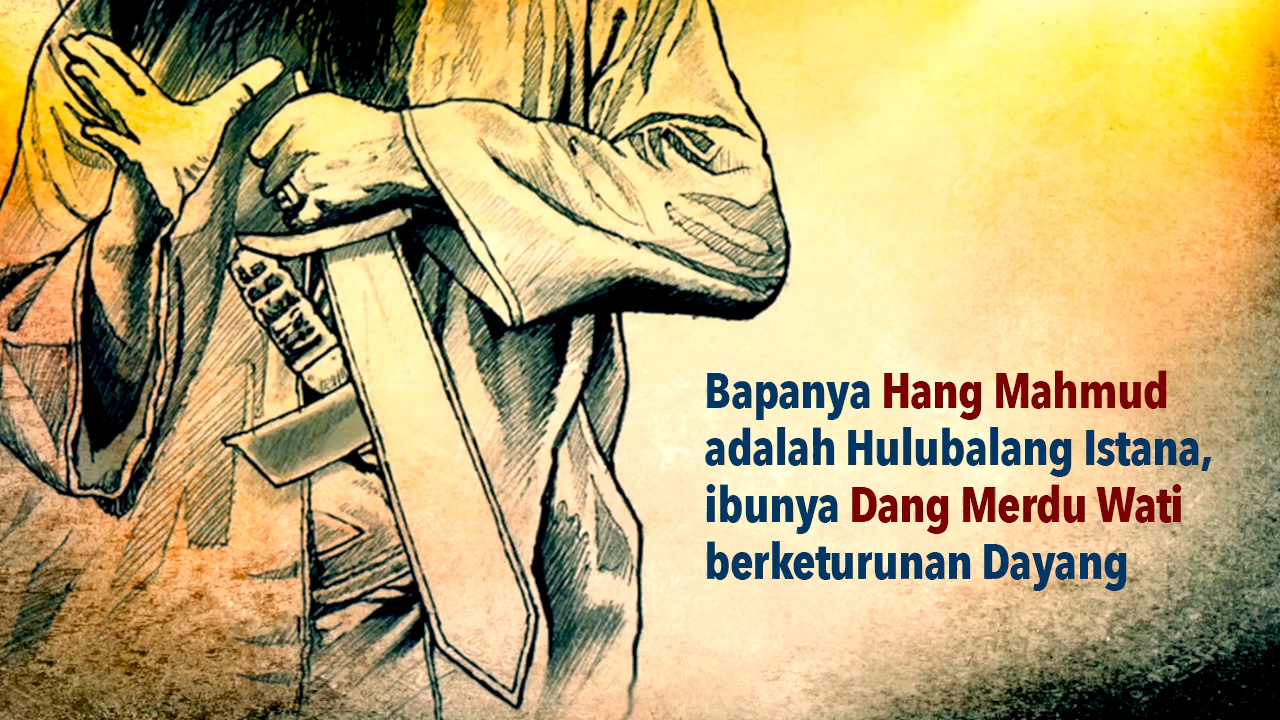 Bapanya Hang Mahmud
adalah Hulubalang Istana,
ibunya Dang Merdu Wati
berketurunan Dayang